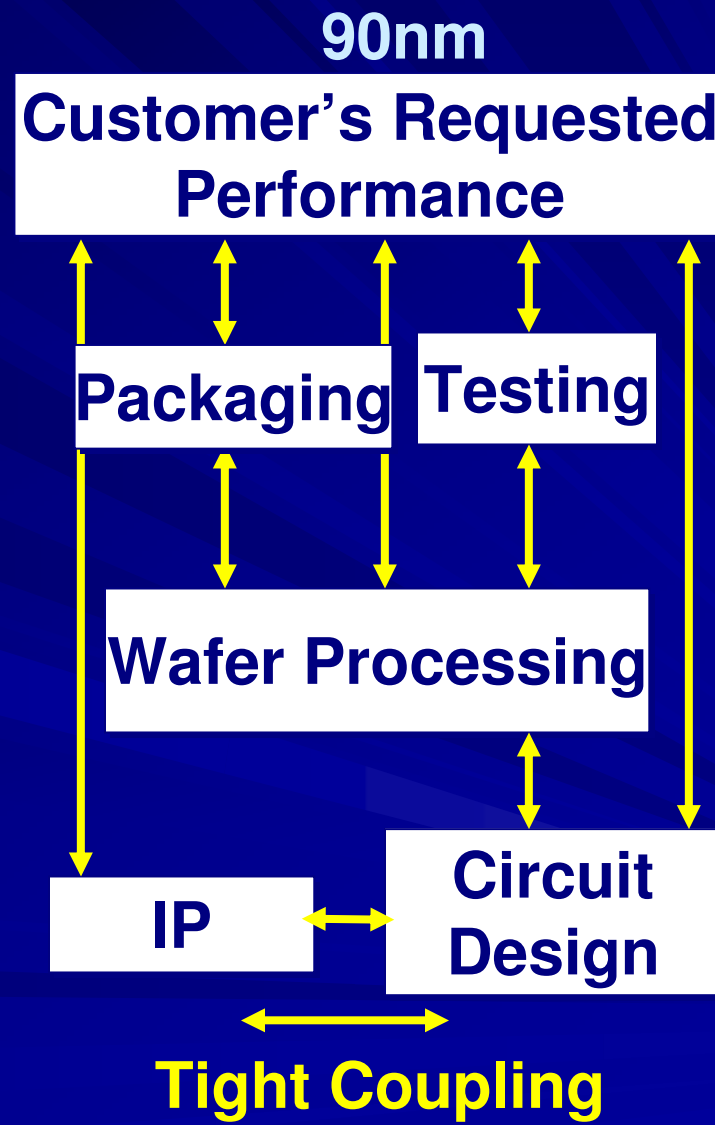 90nm
Customer’s Requested
Performance
Packaging
Testing
Wafer Processing
IP
Circuit
Design
Tight Coupling